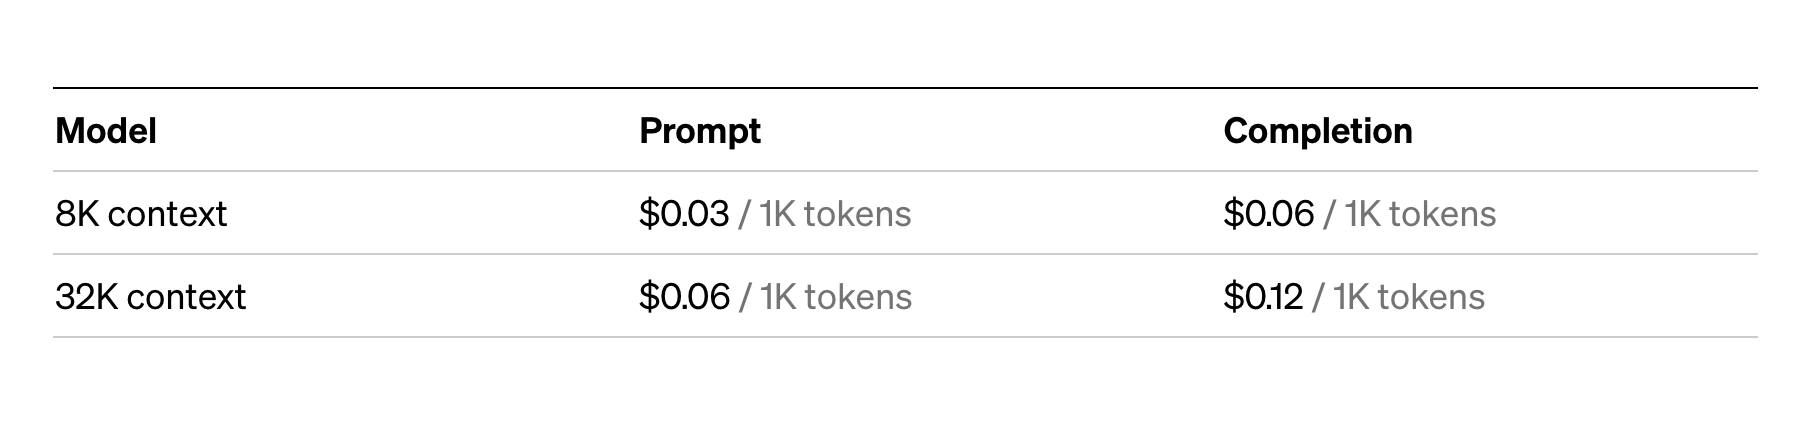 Model Prompt Completion
8K context $0.03 / 1K tokens $0.06 / 1K tokens
32K context $0.06 / 1K tokens $0.12 / 1K tokens